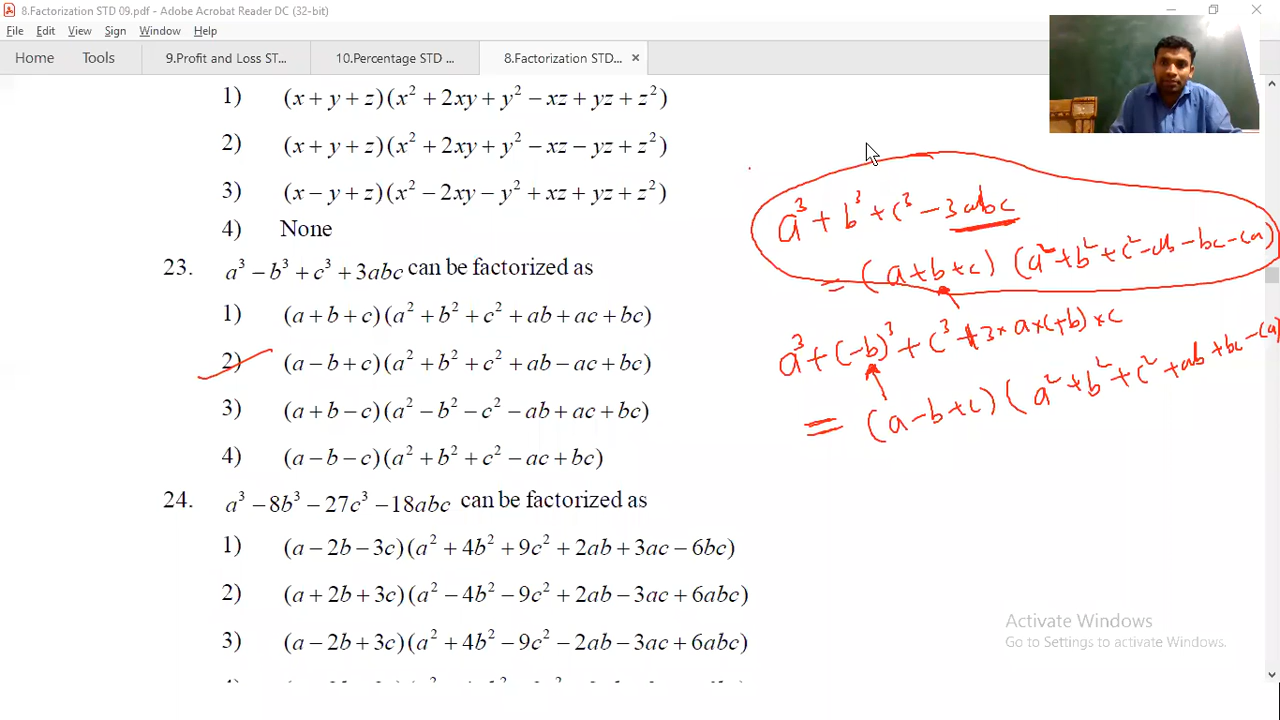 8.Factorization STD 09.pdf - Adobe Acrobat Reader DC (32-bit)
File Edit View Sign Window Help
Home Tools 9.Profit and Loss ST... 10.Percentage STD ... 8.Factorization STD... ×
1) (x + y + z)(x² + 2xy + y² − xz + yz + z²)
2) (x + y + z)(x² + 2xy + y² − xz − yz + z²)
3) (x − y + z)(x² − 2xy − y² + xz + yz + z²)
4) None
23. a³ − b³ + c³ + 3abc can be factorized as
1) (a + b + c)(a² + b² + c² + ab + ac + bc)
2) (a − b + c)(a² + b² + c² + ab − ac + bc)
3) (a + b − c)(a² − b² − c² − ab + ac + bc)
4) (a − b − c)(a² + b² + c² − ac + bc)
24. a³ − 8b³ − 27c³ − 18abc can be factorized as
1) (a − 2b − 3c)(a² + 4b² + 9c² + 2ab + 3ac − 6bc)
2) (a + 2b + 3c)(a² − 4b² − 9c² + 2ab − 3ac + 6abc)
3) (a − 2b + 3c)(a² + 4b² − 9c² − 2ab − 3ac + 6abc)
a³ + b³ + c³ − 3abc
= (a + b + c) (a² + b² + c² − ab − bc − ca)
a³ + (−b)³ + c³ + 3 × a × (+b) × c
= (a − b + c) (a² + b² + c² + ab + bc − ca)
Activate Windows
Go to Settings to activate Windows.